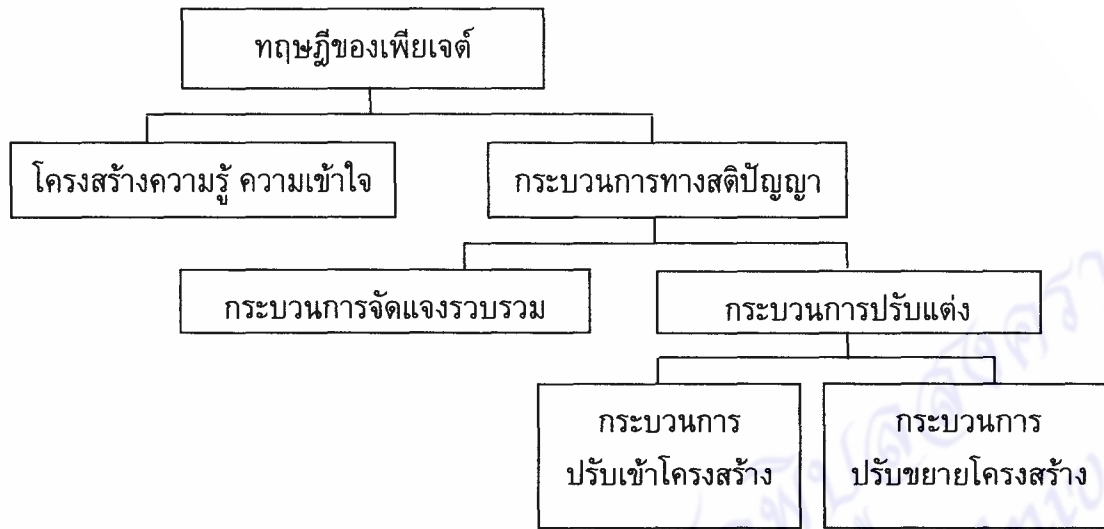 ทฤษฎีของเพียเจต์
โครงสร้างความรู้ ความเข้าใจ
กระบวนการทางสติปัญญา
กระบวนการจัดแจงรวบรวม
กระบวนการปรับแต่ง
กระบวนการ
ปรับเข้าโครงสร้าง
กระบวนการ
ปรับขยายโครงสร้าง